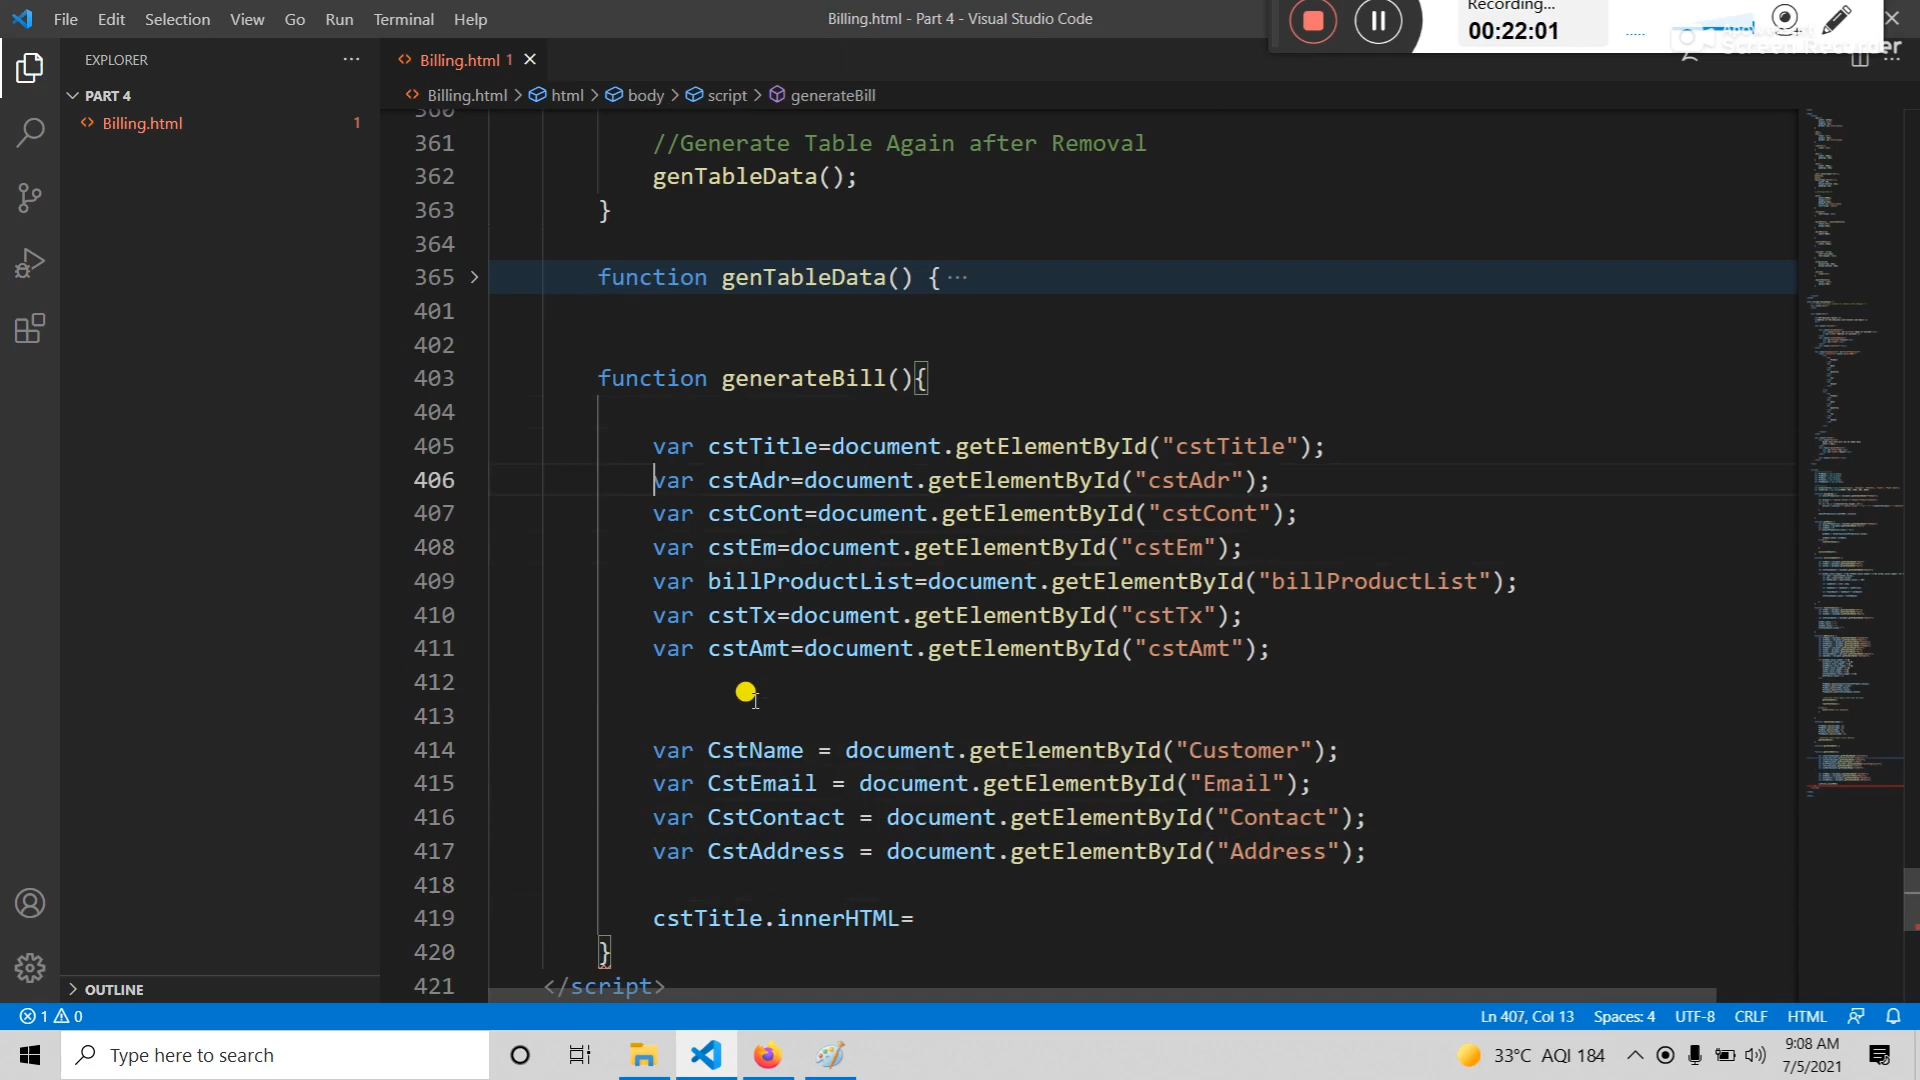 File Edit Selection View Go Run Terminal Help
Billing.html - Part 4 - Visual Studio Code
Recording...
00:22:01
Screen Recorder
EXPLORER
PART 4
Billing.html 1
OUTLINE
Billing.html 1
Billing.html > html > body > script > generateBill
360
361 //Generate Table Again after Removal
362 genTableData();
363 }
364
365 function genTableData() { ...
401
402
403 function generateBill(){
404
405 var cstTitle=document.getElementById("cstTitle");
406 var cstAdr=document.getElementById("cstAdr");
407 var cstCont=document.getElementById("cstCont");
408 var cstEm=document.getElementById("cstEm");
409 var billProductList=document.getElementById("billProductList");
410 var cstTx=document.getElementById("cstTx");
411 var cstAmt=document.getElementById("cstAmt");
412
413
414 var CstName = document.getElementById("Customer");
415 var CstEmail = document.getElementById("Email");
416 var CstContact = document.getElementById("Contact");
417 var CstAddress = document.getElementById("Address");
418
419 cstTitle.innerHTML=
420 }
421 </script>
1 0
Ln 407, Col 13 Spaces: 4 UTF-8 CRLF HTML
Type here to search
33°C AQI 184
9:08 AM
7/5/2021